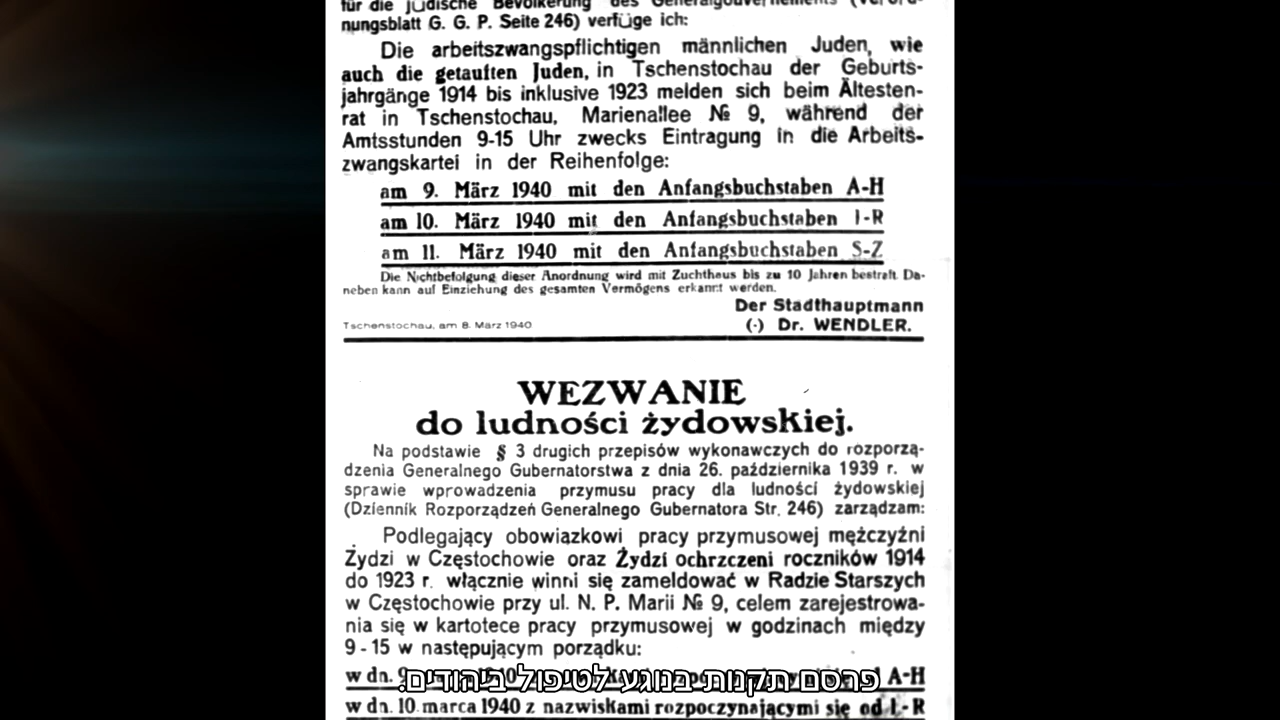 für die jüdische Bevölkerung des Generalgouvernements
nungsblatt G. G. P. Seite 246) verfüge ich:
Die arbeitszwangspflichtigen männlichen Juden, wie
auch die getauften Juden, in Tschenstochau der Geburts-
jahrgänge 1914 bis inklusive 1923 melden sich beim Ältesten-
rat in Tschenstochau, Marienallee № 9, während der
Amtsstunden 9-15 Uhr zwecks Eintragung in die Arbeits-
zwangskartei in der Reihenfolge:
am 9. März 1940 mit den Anfangsbuchstaben A-H
am 10. März 1940 mit den Anfangsbuchstaben I-R
am 11. März 1940 mit den Anfangsbuchstaben S-Z
Die Nichtbefolgung dieser Anordnung wird mit Zuchthaus bis zu 10 Jahren bestraft. Da-
neben kann auf Einziehung des gesamten Vermögens erkannt werden.
Der Stadthauptmann
(-) Dr. WENDLER.
Tschenstochau, am 8. März 1940
WEZWANIE
do ludności żydowskiej.
Na podstawie § 3 drugich przepisów wykonawczych do rozporzą-
dzenia Generalnego Gubernatorstwa z dnia 26. października 1939 r. w
sprawie wprowadzenia przymusu pracy dla ludności żydowskiej
(Dziennik Rozporządzeń Generalnego Gubernatora Str. 246) zarządzam:
Podlegający obowiązkowi pracy przymusowej mężczyźni
Żydzi w Częstochowie oraz Żydzi ochrzczeni roczników 1914
do 1923 r. włącznie winni się zameldować w Radzie Starszych
w Częstochowie przy ul. N. P. Marii № 9, celem zarejestrowa-
nia się w kartotece pracy przymusowej w godzinach między
9-15 w następującym porządku:
w dn. 9 A-H
פרסם תקנות בנוגע לטיפול ביהודים.
w dn. 10 marca 1940 z nazwiskami rozpoczynającymi się od I-R